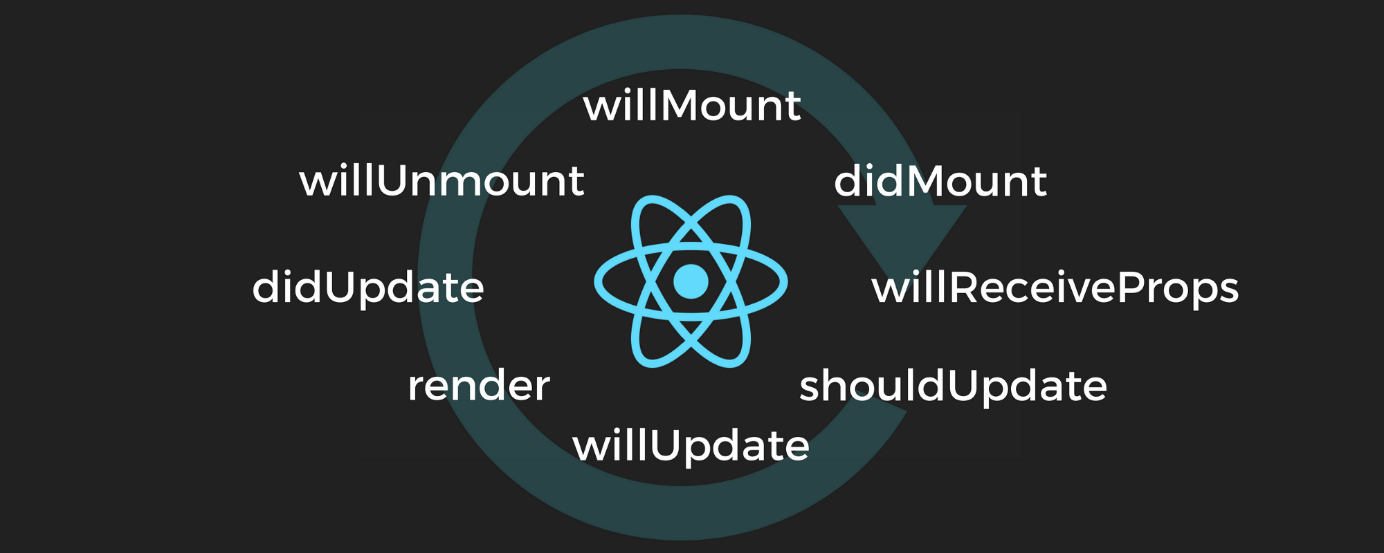 willMount
willUnmount
didMount
didUpdate
willReceiveProps
render
shouldUpdate
willUpdate